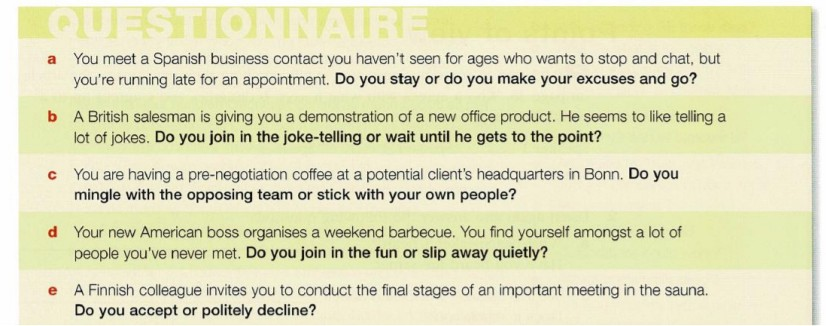 QUESTIONNAIRE
a You meet a Spanish business contact you haven't seen for ages who wants to stop and chat, but
you're running late for an appointment. Do you stay or do you make your excuses and go?
b A British salesman is giving you a demonstration of a new office product. He seems to like telling a
lot of jokes. Do you join in the joke-telling or wait until he gets to the point?
c You are having a pre-negotiation coffee at a potential client's headquarters in Bonn. Do you
mingle with the opposing team or stick with your own people?
d Your new American boss organises a weekend barbecue. You find yourself amongst a lot of
people you've never met. Do you join in the fun or slip away quietly?
e A Finnish colleague invites you to conduct the final stages of an important meeting in the sauna.
Do you accept or politely decline?